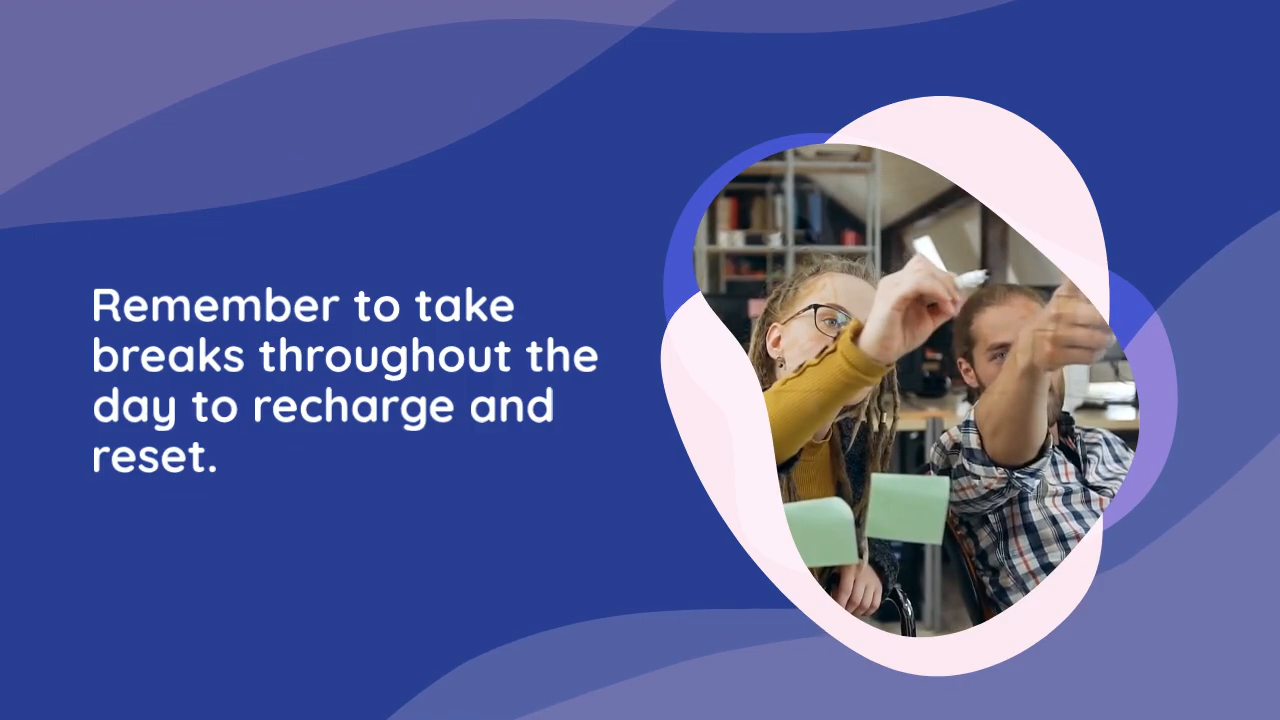 Remember to take
breaks throughout the
day to recharge and
reset.